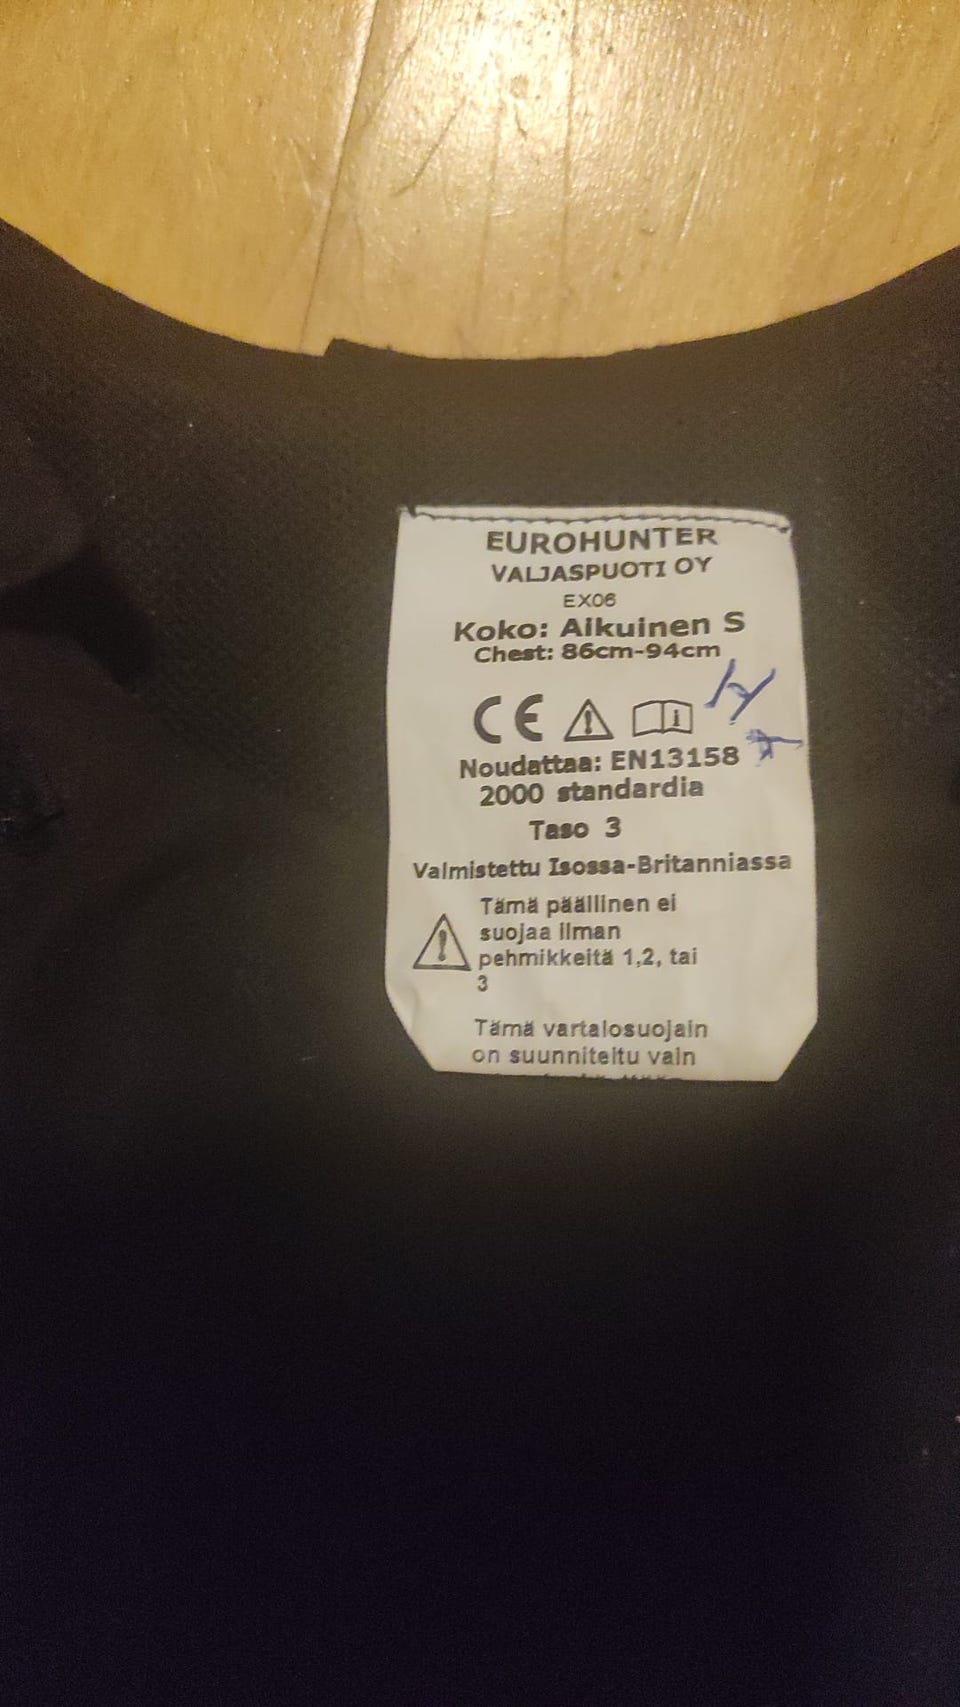 EUROHUNTER
VALJASPUOTI OY
EX06
Koko: Aikuinen S
Chest: 86cm-94cm
CE
Noudattaa: EN13158
2000 standardia
Taso 3
Valmistettu Isossa-Britanniassa
Tämä päällinen ei
suojaa ilman
pehmikkeitä 1,2, tai
3
Tämä vartalosuojain
on suunniteltu vain